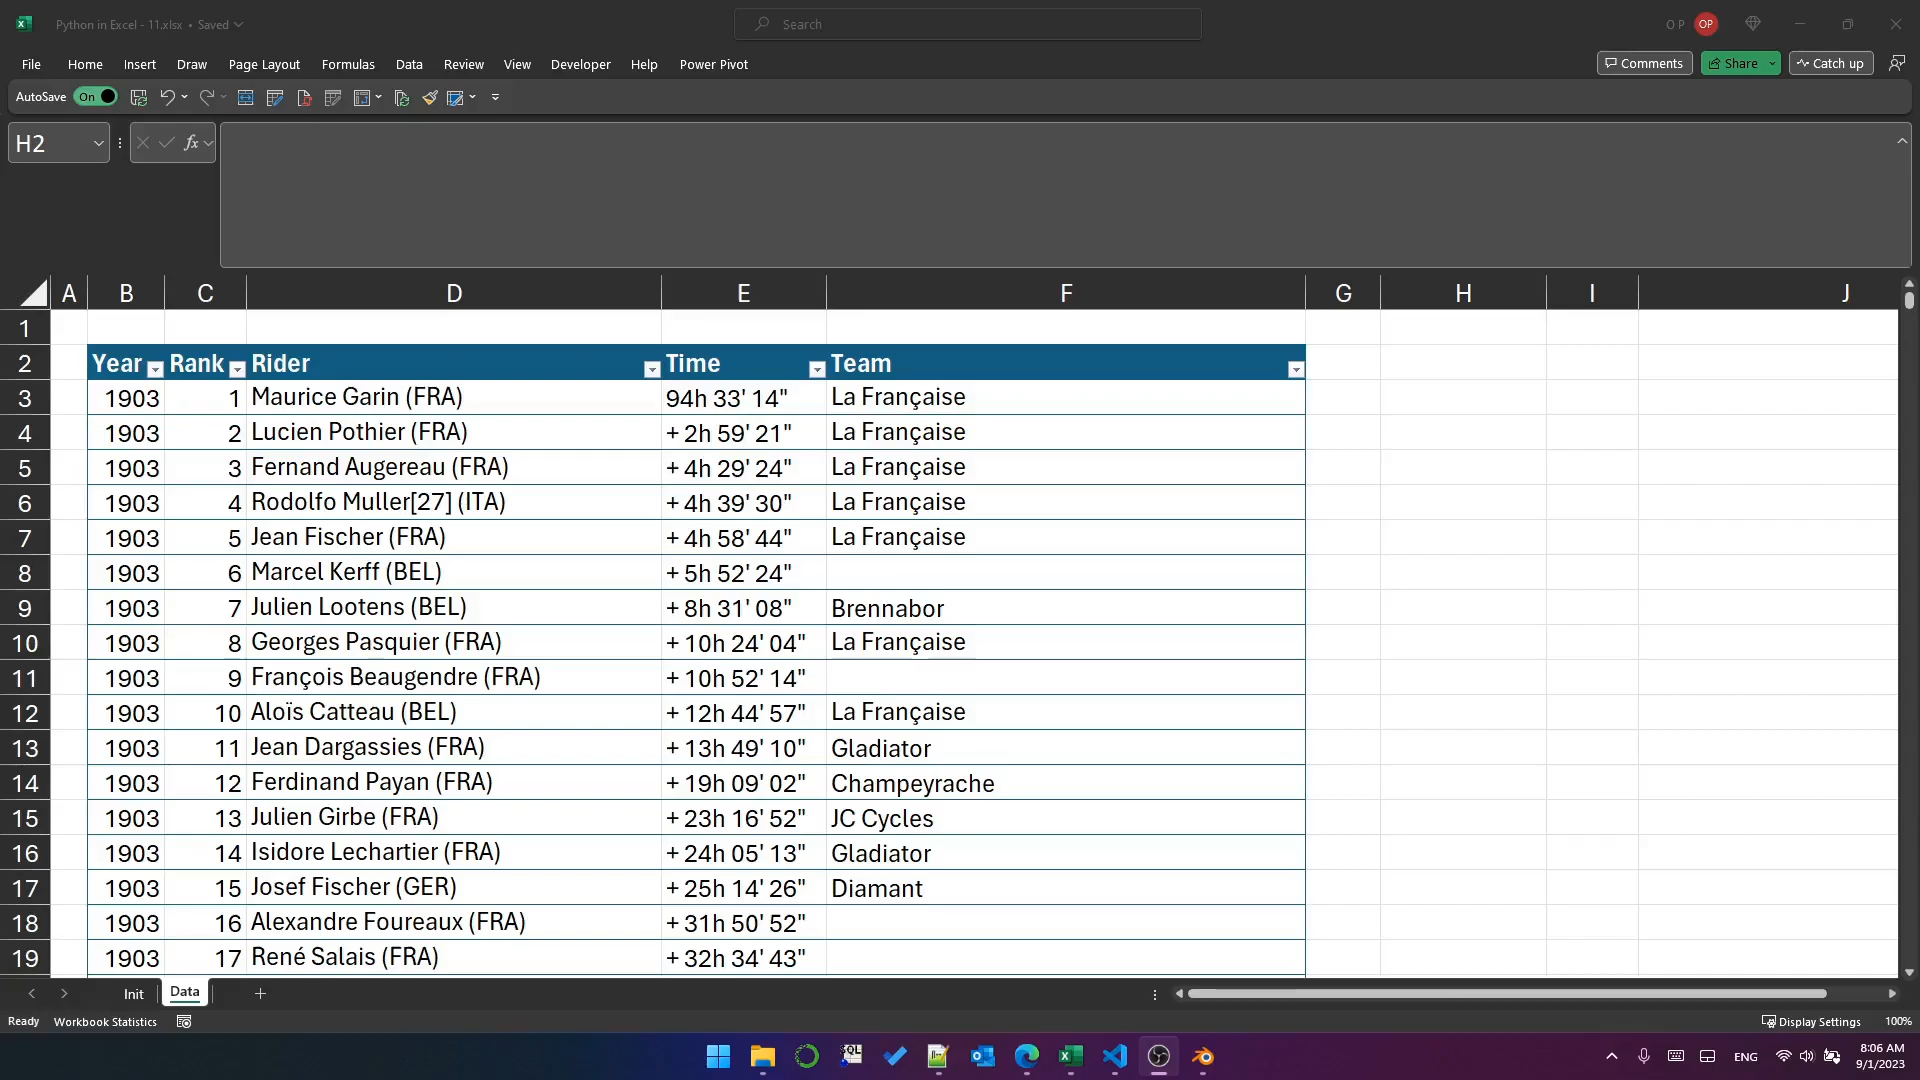 Python in Excel - 11.xlsx • Saved
Search
O P
OP
File Home Insert Draw Page Layout Formulas Data Review View Developer Help Power Pivot
Comments Share Catch up
AutoSave On
H2
fx
A B C D E F G H I J
1
2 Year Rank Rider Time Team
3 1903 1 Maurice Garin (FRA) 94h 33' 14" La Française
4 1903 2 Lucien Pothier (FRA) + 2h 59' 21" La Française
5 1903 3 Fernand Augereau (FRA) + 4h 29' 24" La Française
6 1903 4 Rodolfo Muller[27] (ITA) + 4h 39' 30" La Française
7 1903 5 Jean Fischer (FRA) + 4h 58' 44" La Française
8 1903 6 Marcel Kerff (BEL) + 5h 52' 24"
9 1903 7 Julien Lootens (BEL) + 8h 31' 08" Brennabor
10 1903 8 Georges Pasquier (FRA) + 10h 24' 04" La Française
11 1903 9 François Beaugendre (FRA) + 10h 52' 14"
12 1903 10 Aloïs Catteau (BEL) + 12h 44' 57" La Française
13 1903 11 Jean Dargassies (FRA) + 13h 49' 10" Gladiator
14 1903 12 Ferdinand Payan (FRA) + 19h 09' 02" Champeyrache
15 1903 13 Julien Girbe (FRA) + 23h 16' 52" JC Cycles
16 1903 14 Isidore Lechartier (FRA) + 24h 05' 13" Gladiator
17 1903 15 Josef Fischer (GER) + 25h 14' 26" Diamant
18 1903 16 Alexandre Foureaux (FRA) + 31h 50' 52"
19 1903 17 René Salais (FRA) + 32h 34' 43"
Init Data
Ready Workbook Statistics Display Settings 100%
SQL
ENG
8:06 AM
9/1/2023